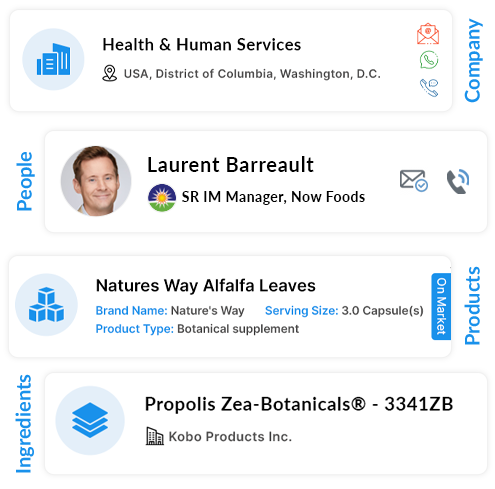 Health & Human Services
USA, District of Columbia, Washington, D.C.
Company
People
Laurent Barreault
SR IM Manager, Now Foods
Natures Way Alfalfa Leaves
Brand Name: Nature's Way Serving Size: 3.0 Capsule(s)
Product Type: Botanical supplement
On Market
Products
Ingredients
Propolis Zea-Botanicals® - 3341ZB
Kobo Products Inc.